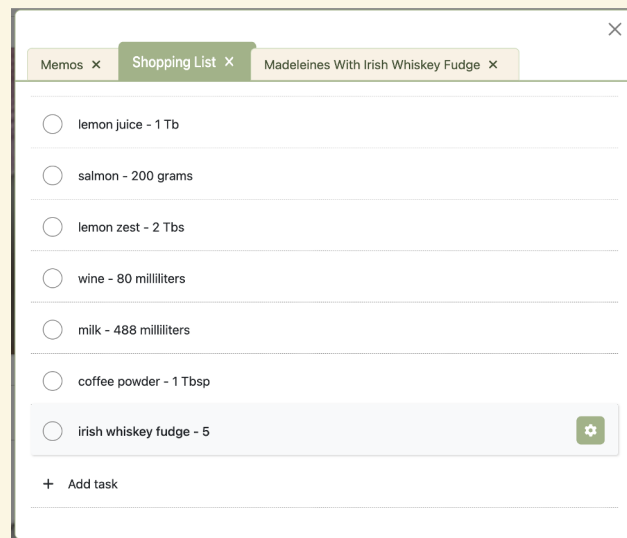 Memos × Shopping List × Madeleines With Irish Whiskey Fudge ×
lemon juice - 1 Tb
salmon - 200 grams
lemon zest - 2 Tbs
wine - 80 milliliters
milk - 488 milliliters
coffee powder - 1 Tbsp
irish whiskey fudge - 5
+ Add task